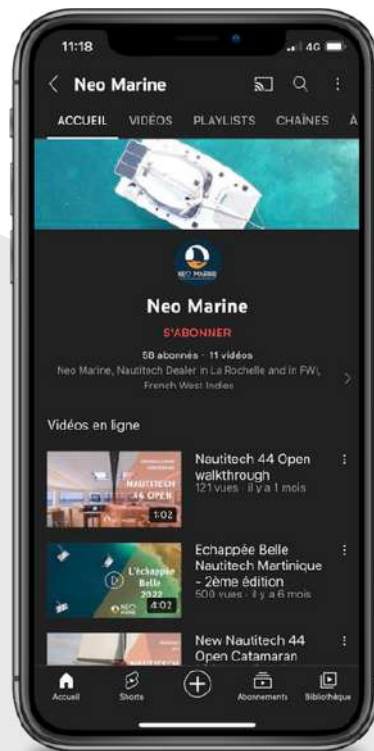 11:18
4G
Neo Marine
ACCUEIL VIDÉOS PLAYLISTS CHAÎNES À
NEO MARINE
Neo Marine
S'ABONNER
58 abonnés · 11 vidéos
Neo Marine, Nautitech Dealer in La Rochelle and in FWI,
French West Indies
Vidéos en ligne
NAUTITECH
44 OPEN
1:02
Nautitech 44 Open
walkthrough
121 vues · il y a 1 mois
L'échappée
Belle
2022
NEO
MARINE
4:02
Echappée Belle
Nautitech Martinique
- 2ème édition
500 vues · il y a 6 mois
New Nautitech 44
Open Catamaran
Accueil
Shorts
Abonnements
Bibliothèque